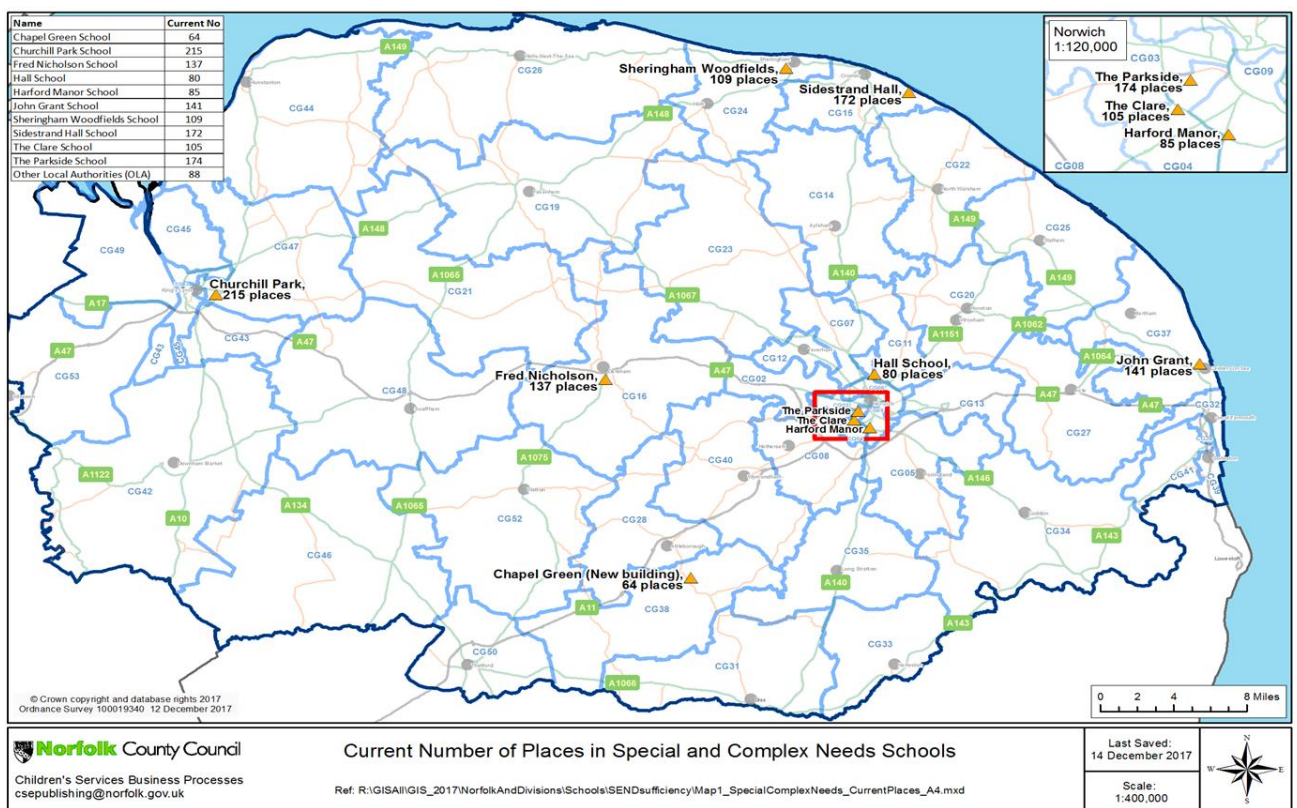 Name Current No
Chapel Green School 64
Churchill Park School 215
Fred Nicholson School 137
Hall School 80
Harford Manor School 85
John Grant School 141
Sheringham Woodfields School 109
Sidestrand Hall School 172
The Clare School 105
The Parkside School 174
Other Local Authorities (OLA) 88
Norwich
1:120,000
CG03
CG09
The Parkside,
174 places
The Clare,
105 places
Harford Manor,
85 places
CG08
CG04
A149
CG26
Sheringham Woodfields,
109 places
Sidestrand Hall,
172 places
CG44
CG24
CG15
A148
CG22
CG14
CG45
CG19
A149
CG25
CG49
CG47
A148
CG23
A1065
A140
A149
Churchill Park,
215 places
CG21
A1067
CG20
A17
CG07
A1151
A1062
CG37
CG43
CG43
A47
A47
CG11
CG12
A1064
John Grant,
141 places
CG53
Hall School,
80 places
Fred Nicholson,
137 places
A47
CG02
CG48
CG16
A47
A47
CG13
CG32
The Parkside
The Clare
Harford Manor
CG27
A1075
CG08
CG40
CG05
A1122
A146
CG41
CG39
CG42
A134
A1065
A10
CG52
CG28
CG34
A143
CG46
CG35
Chapel Green (New building),
64 places
A140
A11
CG38
A143
CG33
CG50
CG31
A1066
© Crown copyright and database rights 2017
Ordnance Survey 100019340 12 December 2017
0 2 4 8 Miles
Norfolk County Council
Children's Services Business Processes
csepublishing@norfolk.gov.uk
Current Number of Places in Special and Complex Needs Schools
Ref: R:\GISAll\GIS_2017\NorfolkAndDivisions\Schools\SENDsufficiency\Map1_SpecialComplexNeeds_CurrentPlaces_A4.mxd
Last Saved:
14 December 2017
Scale:
1:400,000
N
W E
S